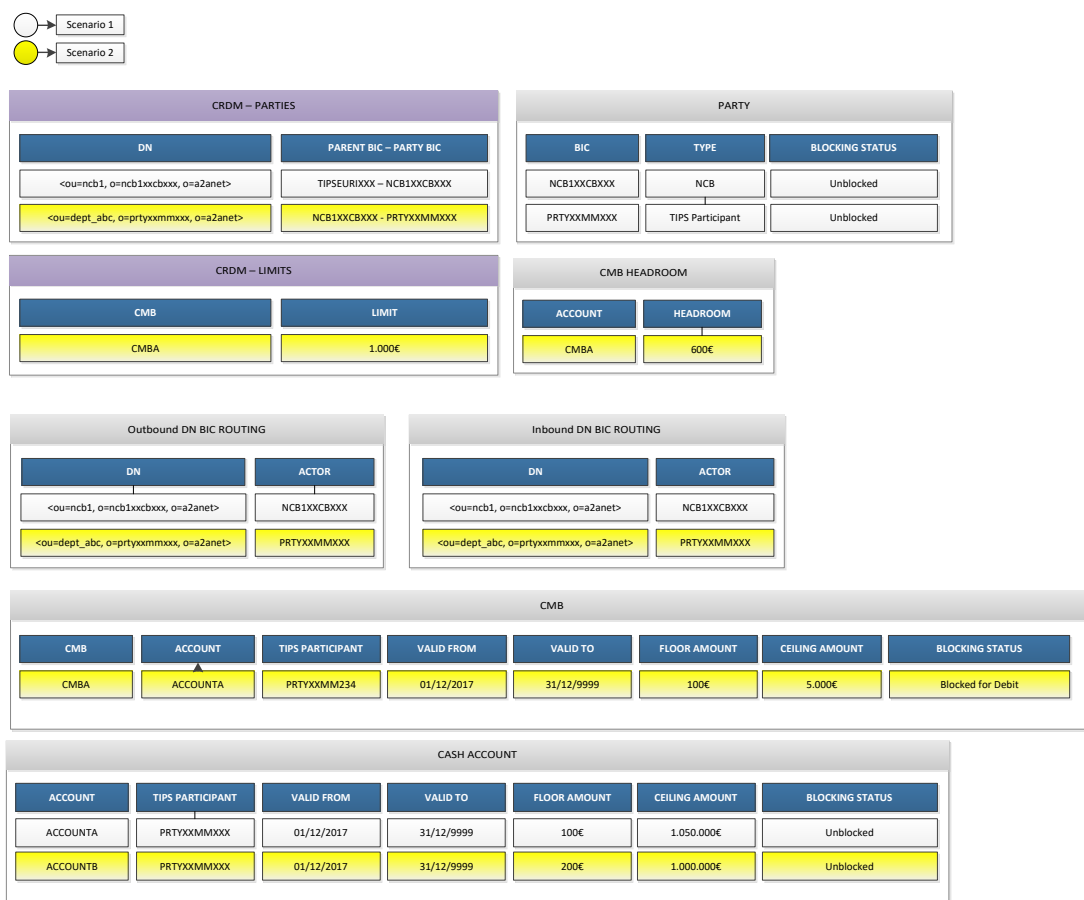 Scenario 1
Scenario 2
CRDM – PARTIES
DN PARENT BIC – PARTY BIC
<ou=ncb1, o=ncb1xxcbxxx, o=a2anet> TIPSEURIXXX – NCB1XXCBXXX
<ou=dept_abc, o=prtyxxmmxxx, o=a2anet> NCB1XXCBXXX - PRTYXXMMXXX
PARTY
BIC TYPE BLOCKING STATUS
NCB1XXCBXXX NCB Unblocked
PRTYXXMMXXX TIPS Participant Unblocked
CRDM – LIMITS
CMB LIMIT
CMBA 1.000€
CMB HEADROOM
ACCOUNT HEADROOM
CMBA 600€
Outbound DN BIC ROUTING
DN ACTOR
<ou=ncb1, o=ncb1xxcbxxx, o=a2anet> NCB1XXCBXXX
<ou=dept_abc, o=prtyxxmmxxx, o=a2anet> PRTYXXMMXXX
Inbound DN BIC ROUTING
DN ACTOR
<ou=ncb1, o=ncb1xxcbxxx, o=a2anet> NCB1XXCBXXX
<ou=dept_abc, o=prtyxxmmxxx, o=a2anet> PRTYXXMMXXX
CMB
CMB ACCOUNT TIPS PARTICIPANT VALID FROM VALID TO FLOOR AMOUNT CEILING AMOUNT BLOCKING STATUS
CMBA ACCOUNTA PRTYXXMM234 01/12/2017 31/12/9999 100€ 5.000€ Blocked for Debit
CASH ACCOUNT
ACCOUNT TIPS PARTICIPANT VALID FROM VALID TO FLOOR AMOUNT CEILING AMOUNT BLOCKING STATUS
ACCOUNTA PRTYXXMMXXX 01/12/2017 31/12/9999 100€ 1.050.000€ Unblocked
ACCOUNTB PRTYXXMMXXX 01/12/2017 31/12/9999 200€ 1.000.000€ Unblocked